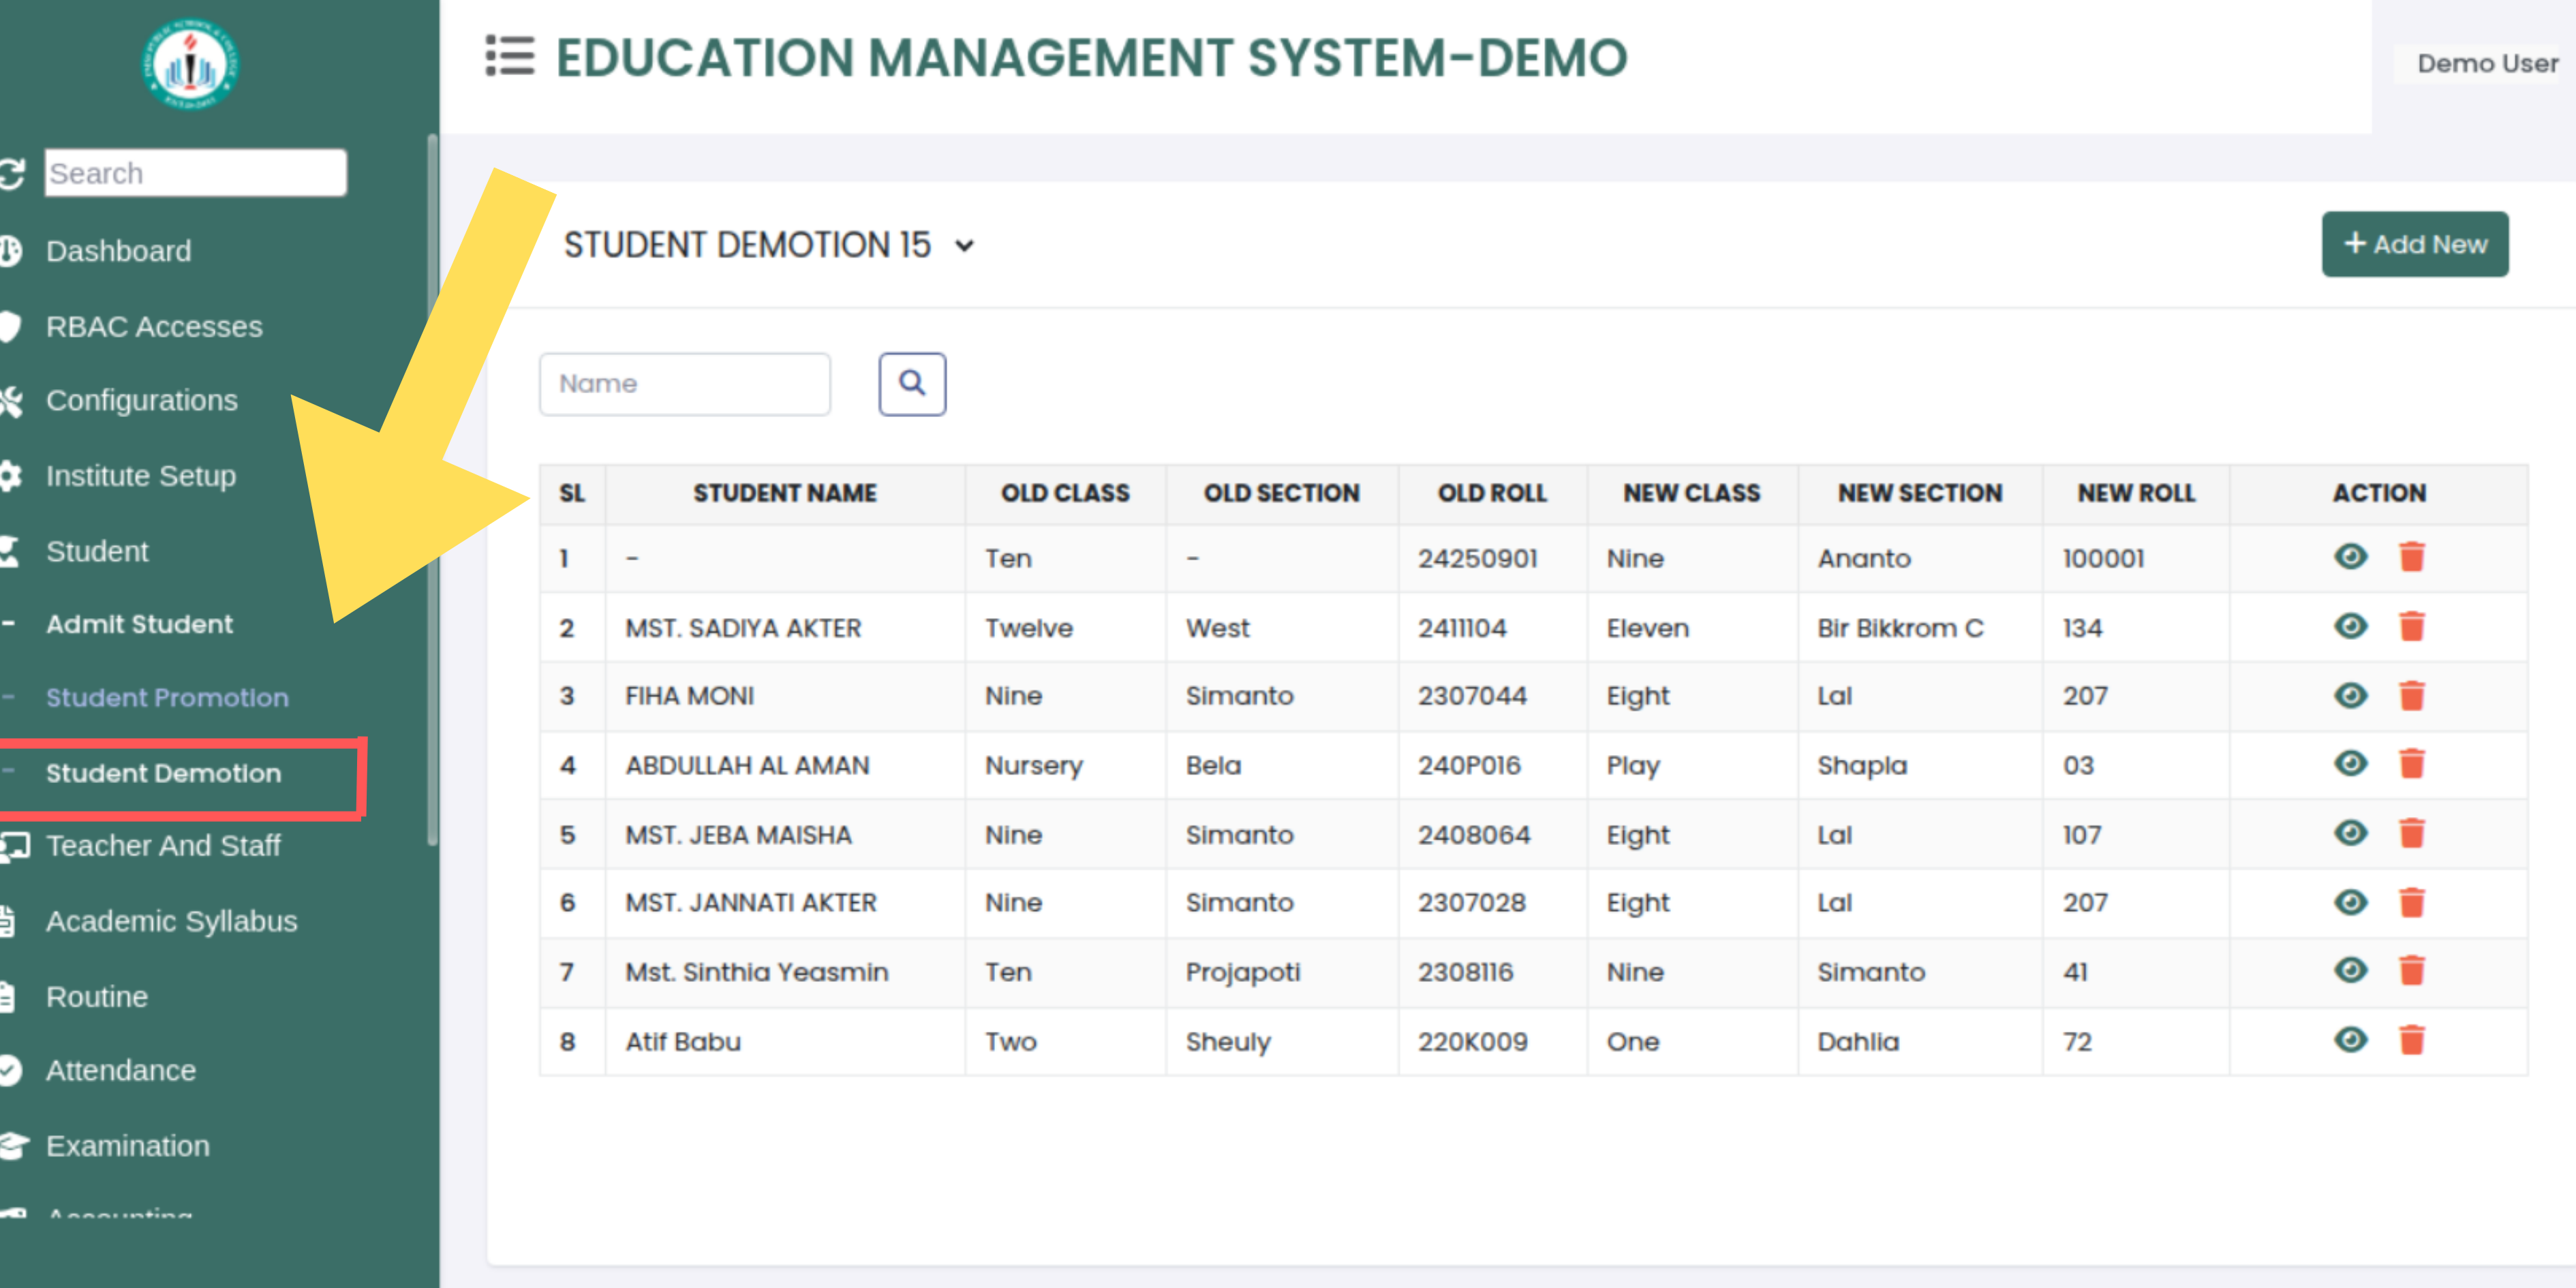 EDUCATION MANAGEMENT SYSTEM-DEMO
Demo User
Search
Dashboard
RBAC Accesses
Configurations
Institute Setup
Student
- Admit Student
- Student Promotion
- Student Demotion
Teacher And Staff
Academic Syllabus
Routine
Attendance
Examination
Accounting
STUDENT DEMOTION 15
+ Add New
Name
SL STUDENT NAME OLD CLASS OLD SECTION OLD ROLL NEW CLASS NEW SECTION NEW ROLL ACTION
1 - Ten - 24250901 Nine Ananto 100001
2 MST. SADIYA AKTER Twelve West 2411104 Eleven Bir Bikkrom C 134
3 FIHA MONI Nine Simanto 2307044 Eight Lal 207
4 ABDULLAH AL AMAN Nursery Bela 240P016 Play Shapla 03
5 MST. JEBA MAISHA Nine Simanto 2408064 Eight Lal 107
6 MST. JANNATI AKTER Nine Simanto 2307028 Eight Lal 207
7 Mst. Sinthia Yeasmin Ten Projapoti 2308116 Nine Simanto 41
8 Atif Babu Two Sheuly 220K009 One Dahlia 72